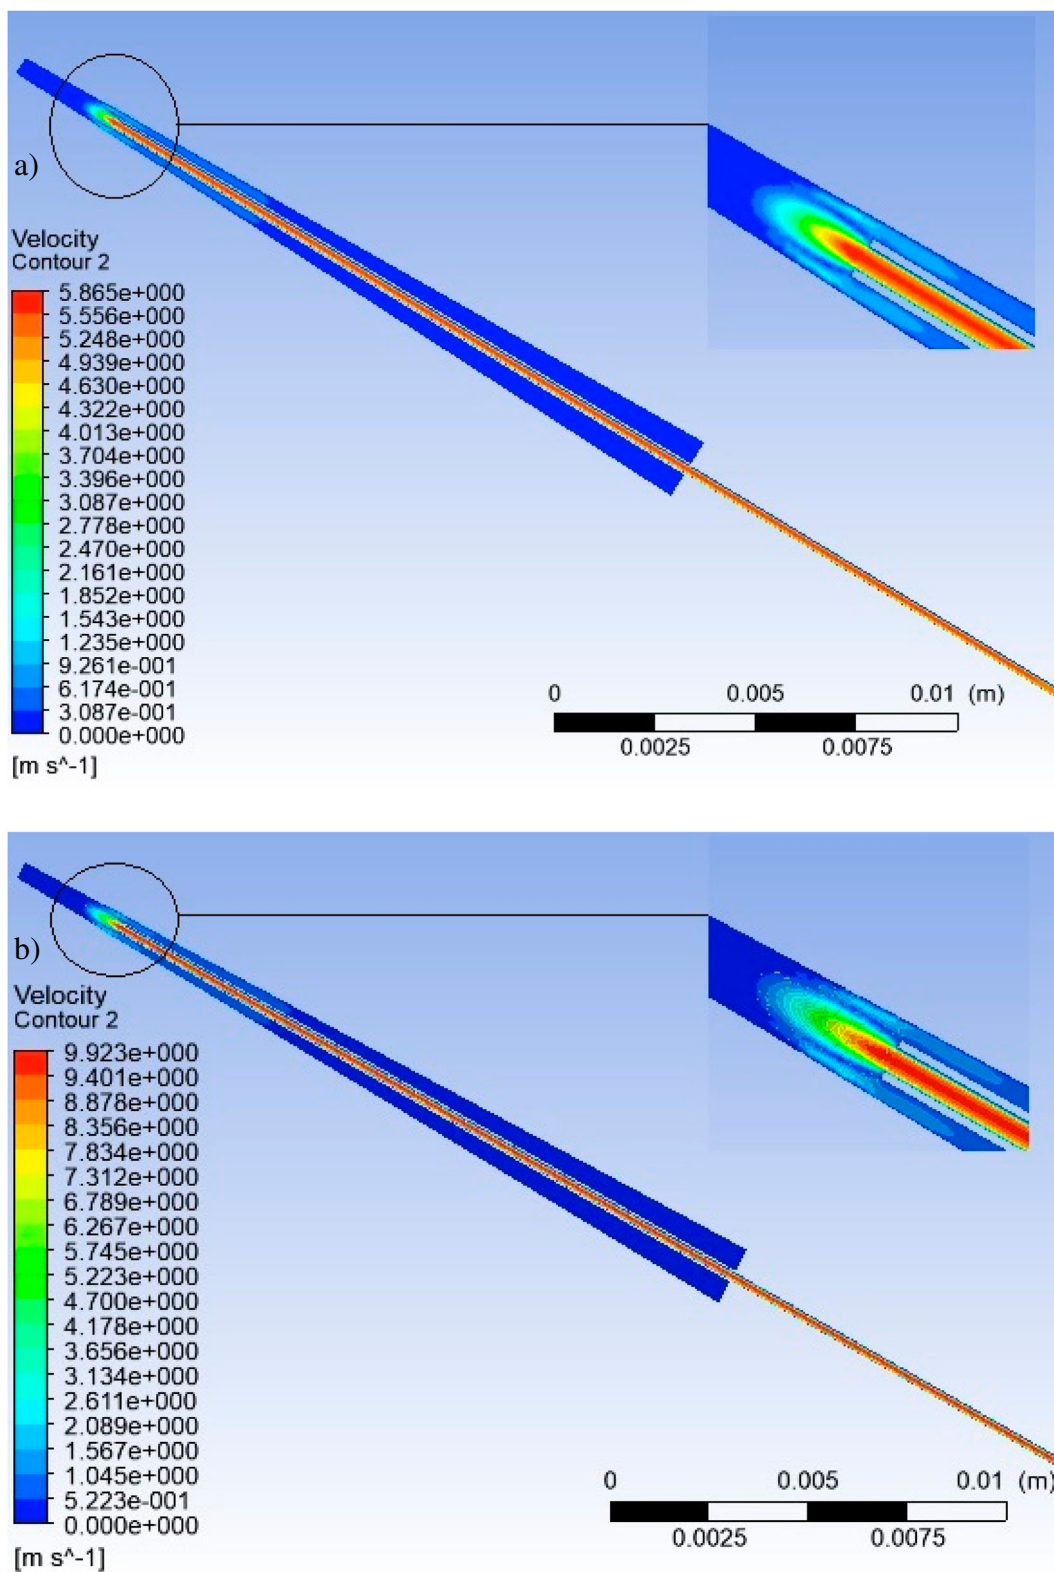 a)
Velocity
Contour 2
5.865e+000
5.556e+000
5.248e+000
4.939e+000
4.630e+000
4.322e+000
4.013e+000
3.704e+000
3.396e+000
3.087e+000
2.778e+000
2.470e+000
2.161e+000
1.852e+000
1.543e+000
1.235e+000
9.261e-001
6.174e-001
3.087e-001
0.000e+000
[m s^-1]
0 0.005 0.01 (m)
0.0025 0.0075
b)
Velocity
Contour 2
9.923e+000
9.401e+000
8.878e+000
8.356e+000
7.834e+000
7.312e+000
6.789e+000
6.267e+000
5.745e+000
5.223e+000
4.700e+000
4.178e+000
3.656e+000
3.134e+000
2.611e+000
2.089e+000
1.567e+000
1.045e+000
5.223e-001
0.000e+000
[m s^-1]
0 0.005 0.01 (m)
0.0025 0.0075